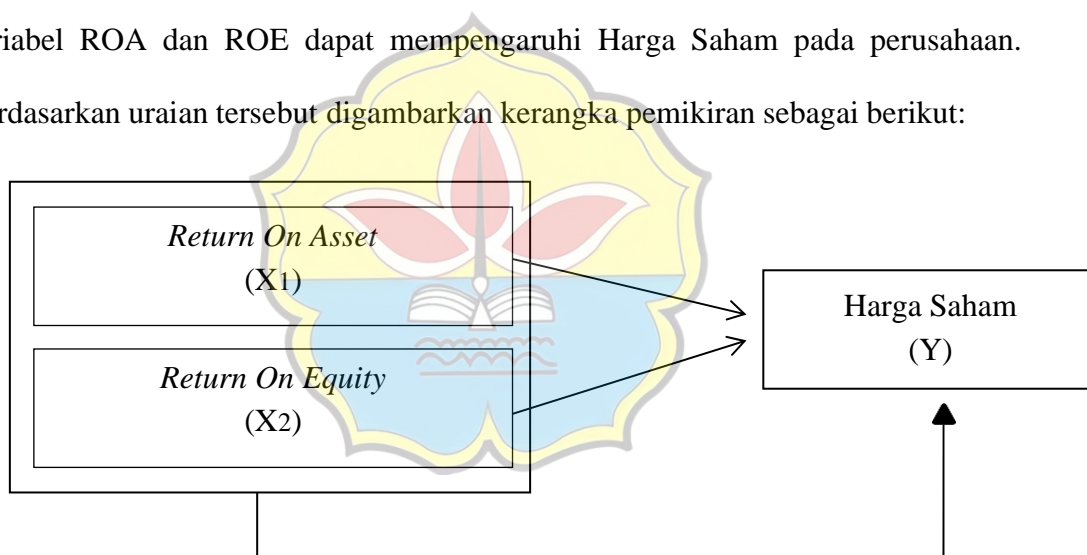 riabel ROA dan ROE dapat mempengaruhi Harga Saham pada perusahaan.
rdasarkan uraian tersebut digambarkan kerangka pemikiran sebagai berikut:
Return On Asset
(X1)
Return On Equity
(X2)
Harga Saham
(Y)